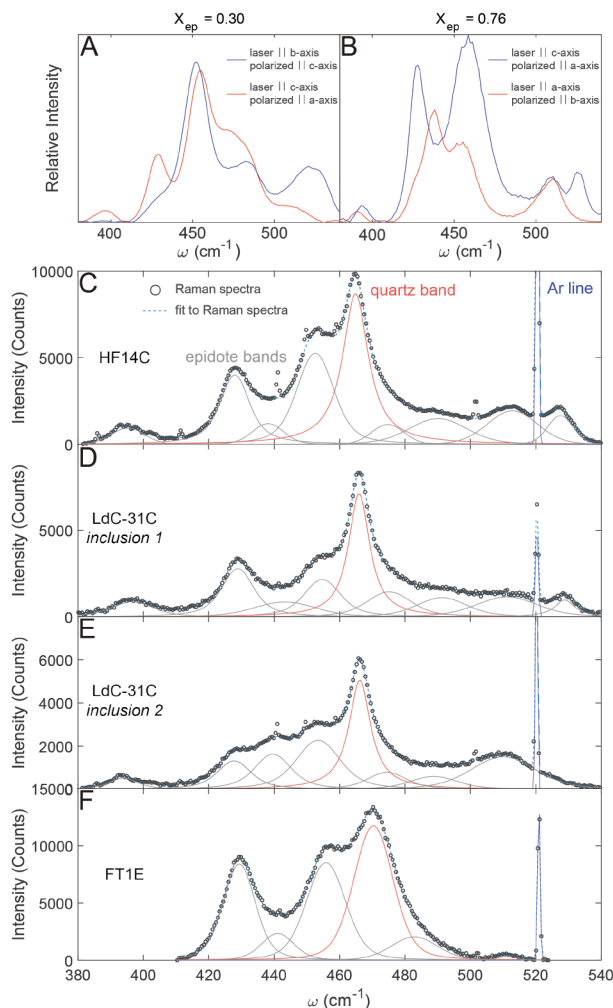 X_ep = 0.30
X_ep = 0.76
A
laser || b-axis
polarized || c-axis
laser || c-axis
polarized || a-axis
B
laser || c-axis
polarized || a-axis
laser || a-axis
polarized || b-axis
Relative Intensity
400 450 500
400 450 500
ω (cm⁻¹)
ω (cm⁻¹)
C
Raman spectra
fit to Raman spectra
quartz band
Ar line
epidote bands
HF14C
Intensity (Counts)
10000
5000
0
D
LdC-31C
inclusion 1
Intensity (Counts)
5000
0
E
LdC-31C
inclusion 2
Intensity (Counts)
6000
4000
2000
0
F
FT1E
Intensity (Counts)
15000
10000
5000
0
380 400 420 440 460 480 500 520 540
ω (cm⁻¹)